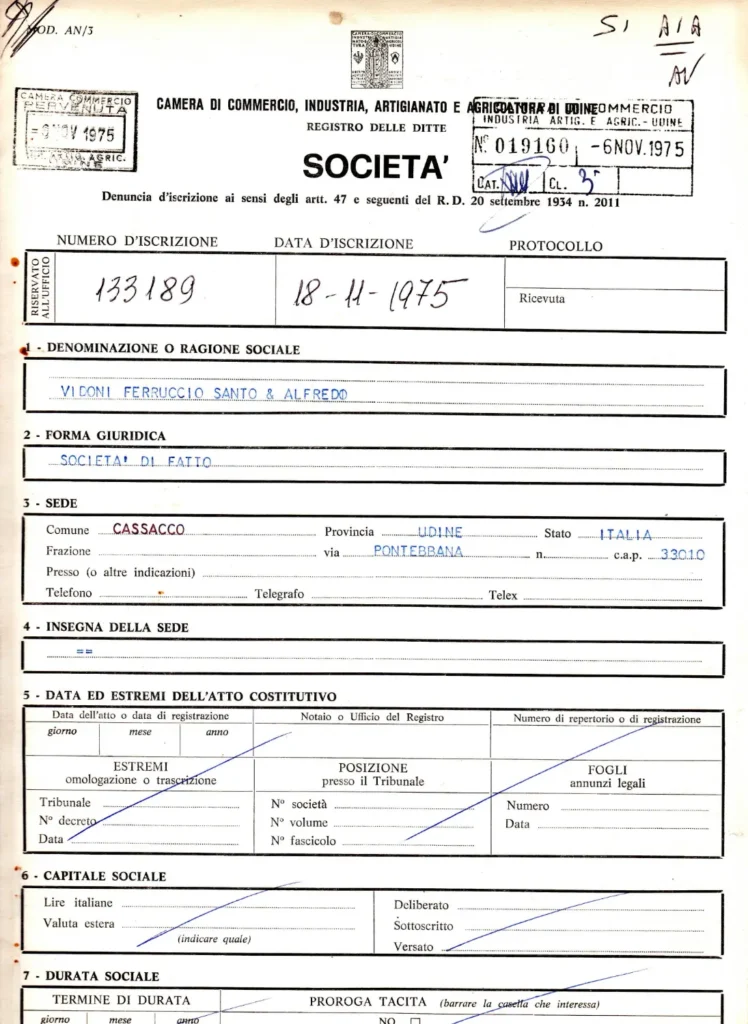 MOD. AN/3
SI AIA
AV
CAMERA COMMERCIO
PERVENUTA
NOV 1975
AGRIC.
UDINE
CAMERA DI COMMERCIO, INDUSTRIA, ARTIGIANATO E AGRICOLTURA DI UDINE
REGISTRO DELLE DITTE
SOCIETA'
COMMERCIO
INDUSTRIA ARTIG. E AGRIC. - UDINE
N. 019160 -6NOV.1975
CAT. CL. 3
Denuncia d'iscrizione ai sensi degli artt. 47 e seguenti del R. D. 20 settembre 1934 n. 2011
RISERVATO ALL'UFFICIO
NUMERO D'ISCRIZIONE DATA D'ISCRIZIONE PROTOCOLLO
133189 18-11-1975
Ricevuta
1 - DENOMINAZIONE O RAGIONE SOCIALE
VIDONI FERRUCCIO SANTO & ALFREDO
2 - FORMA GIURIDICA
SOCIETA' DI FATTO
3 - SEDE
Comune CASSACCO Provincia UDINE Stato ITALIA
Frazione via PONTEBBANA n. c.a.p. 33010
Presso (o altre indicazioni)
Telefono Telegrafo Telex
4 - INSEGNA DELLA SEDE
==
5 - DATA ED ESTREMI DELL'ATTO COSTITUTIVO
Data dell'atto o data di registrazione Notaio o Ufficio del Registro Numero di repertorio o di registrazione
giorno mese anno
ESTREMI POSIZIONE FOGLI
omologazione o trascrizione presso il Tribunale annunzi legali
Tribunale N° società Numero
N° decreto N° volume Data
Data N° fascicolo
6 - CAPITALE SOCIALE
Lire italiane Deliberato
Valuta estera Sottoscritto
(indicare quale) Versato
7 - DURATA SOCIALE
TERMINE DI DURATA PROROGA TACITA (barrare la casella che interessa)
giorno mese anno NO